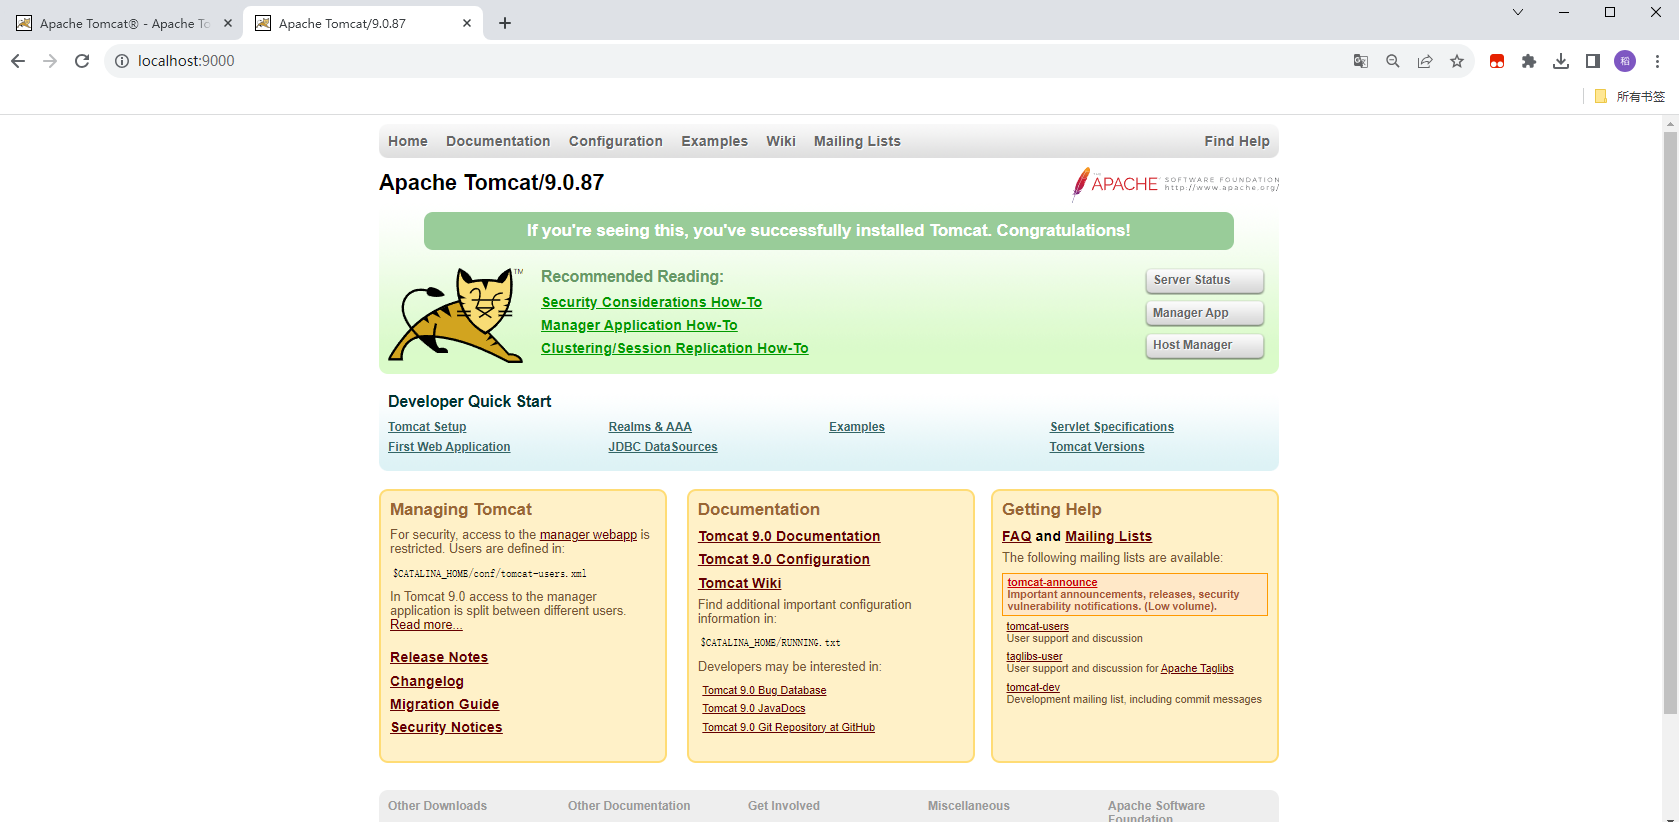 Apache Tomcat® - Apache To
Apache Tomcat/9.0.87
localhost:9000
稻
所有书签
Home Documentation Configuration Examples Wiki Mailing Lists Find Help
Apache Tomcat/9.0.87
THE
APACHE SOFTWARE FOUNDATION
http://www.apache.org/
If you're seeing this, you've successfully installed Tomcat. Congratulations!
TM
Recommended Reading:
Security Considerations How-To
Manager Application How-To
Clustering/Session Replication How-To
Server Status
Manager App
Host Manager
Developer Quick Start
Tomcat Setup Realms & AAA Examples Servlet Specifications
First Web Application JDBC DataSources Tomcat Versions
Managing Tomcat
For security, access to the manager webapp is
restricted. Users are defined in:
$CATALINA_HOME/conf/tomcat-users.xml
In Tomcat 9.0 access to the manager
application is split between different users.
Read more...
Release Notes
Changelog
Migration Guide
Security Notices
Documentation
Tomcat 9.0 Documentation
Tomcat 9.0 Configuration
Tomcat Wiki
Find additional important configuration
information in:
$CATALINA_HOME/RUNNING.txt
Developers may be interested in:
Tomcat 9.0 Bug Database
Tomcat 9.0 JavaDocs
Tomcat 9.0 Git Repository at GitHub
Getting Help
FAQ and Mailing Lists
The following mailing lists are available:
tomcat-announce
Important announcements, releases, security
vulnerability notifications. (Low volume).
tomcat-users
User support and discussion
taglibs-user
User support and discussion for Apache Taglibs
tomcat-dev
Development mailing list, including commit messages
Other Downloads Other Documentation Get Involved Miscellaneous Apache Software
Foundation